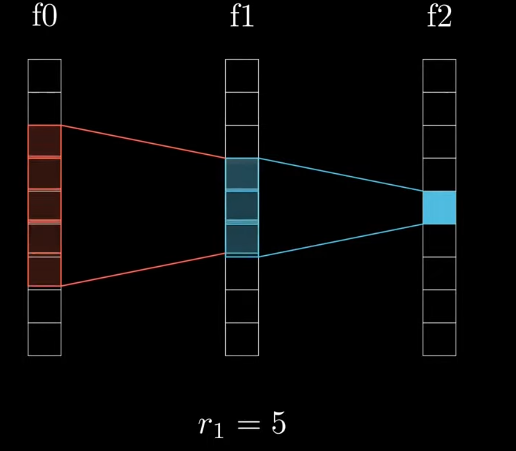 f0 f1 f2
r₁ = 5